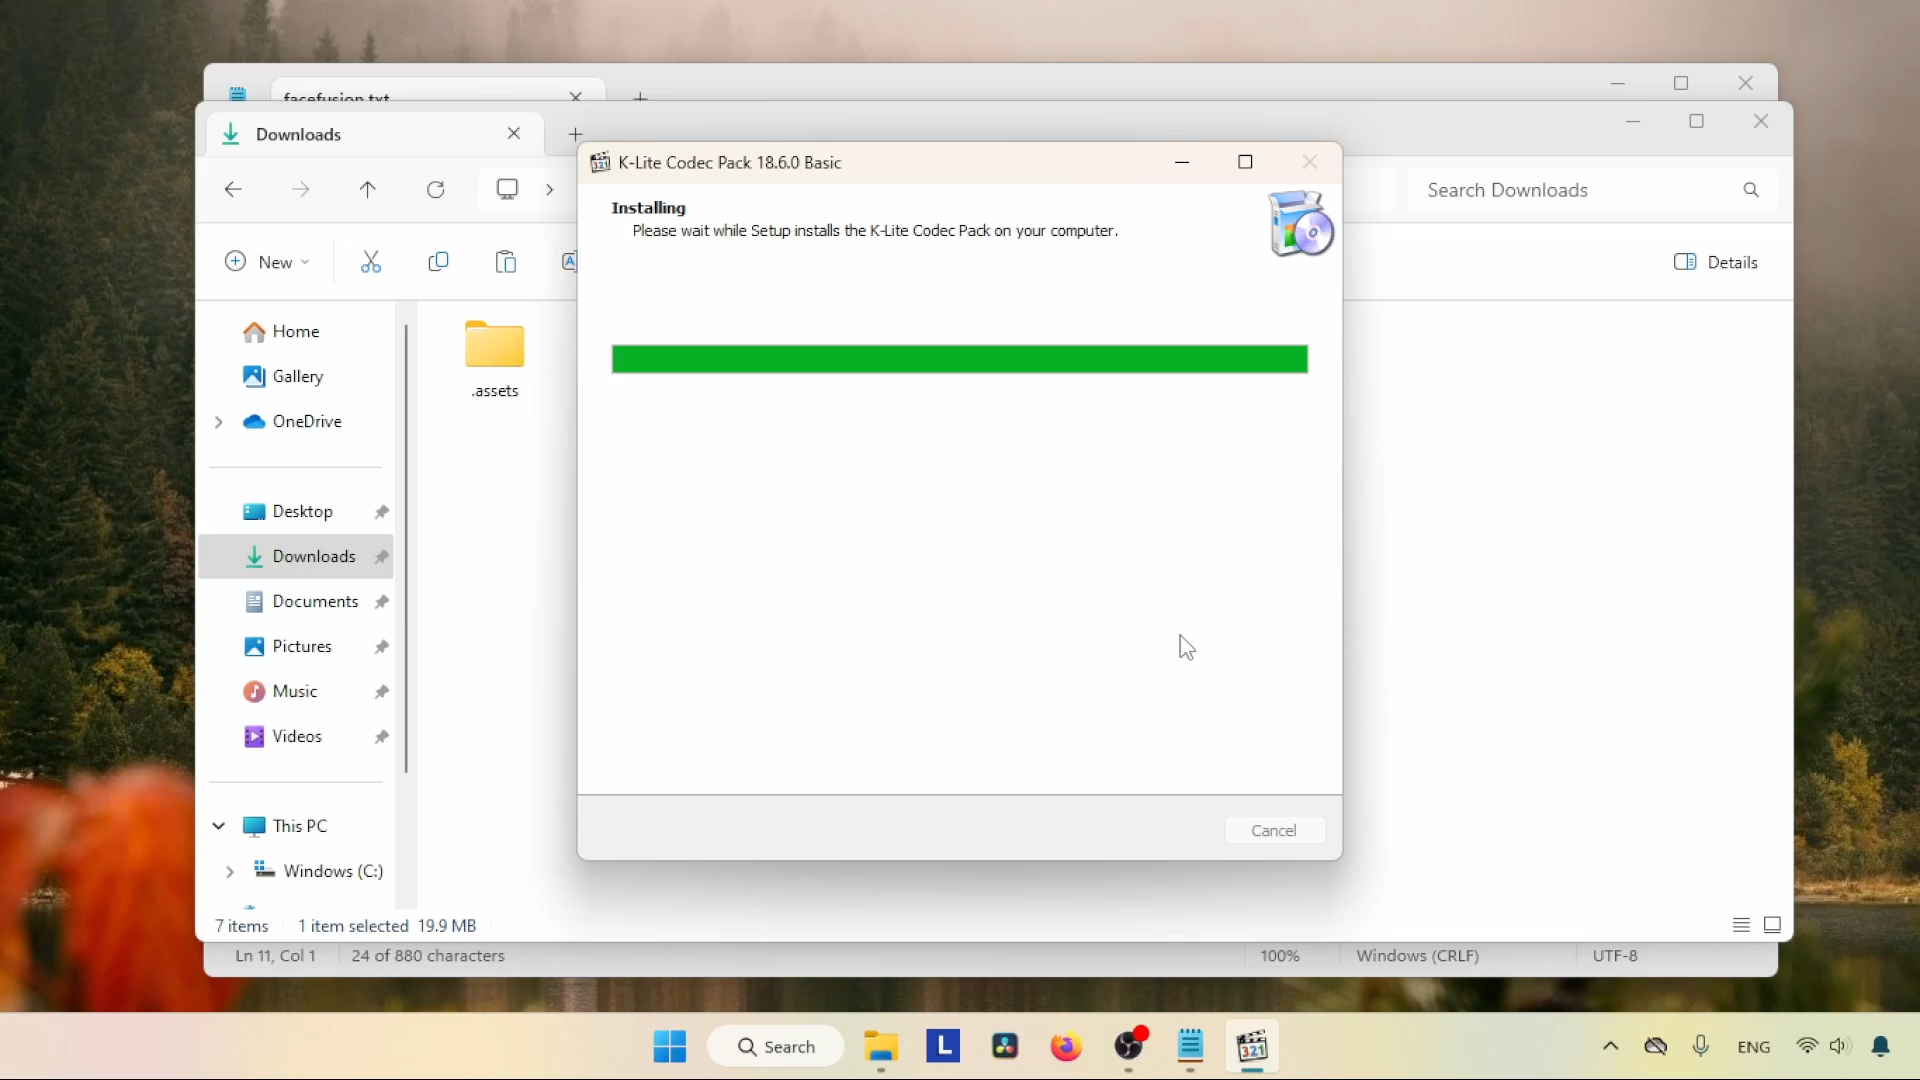 facefusion.txt
Downloads
K-Lite Codec Pack 18.6.0 Basic
Search Downloads
Installing
Please wait while Setup installs the K-Lite Codec Pack on your computer.
New
Details
Home
Gallery
OneDrive
.assets
Desktop
Downloads
Documents
Pictures
Music
Videos
This PC
Windows (C:)
Cancel
7 items
1 item selected 19.9 MB
Ln 11, Col 1
24 of 880 characters
100%
Windows (CRLF)
UTF-8
Search
L
321
ENG